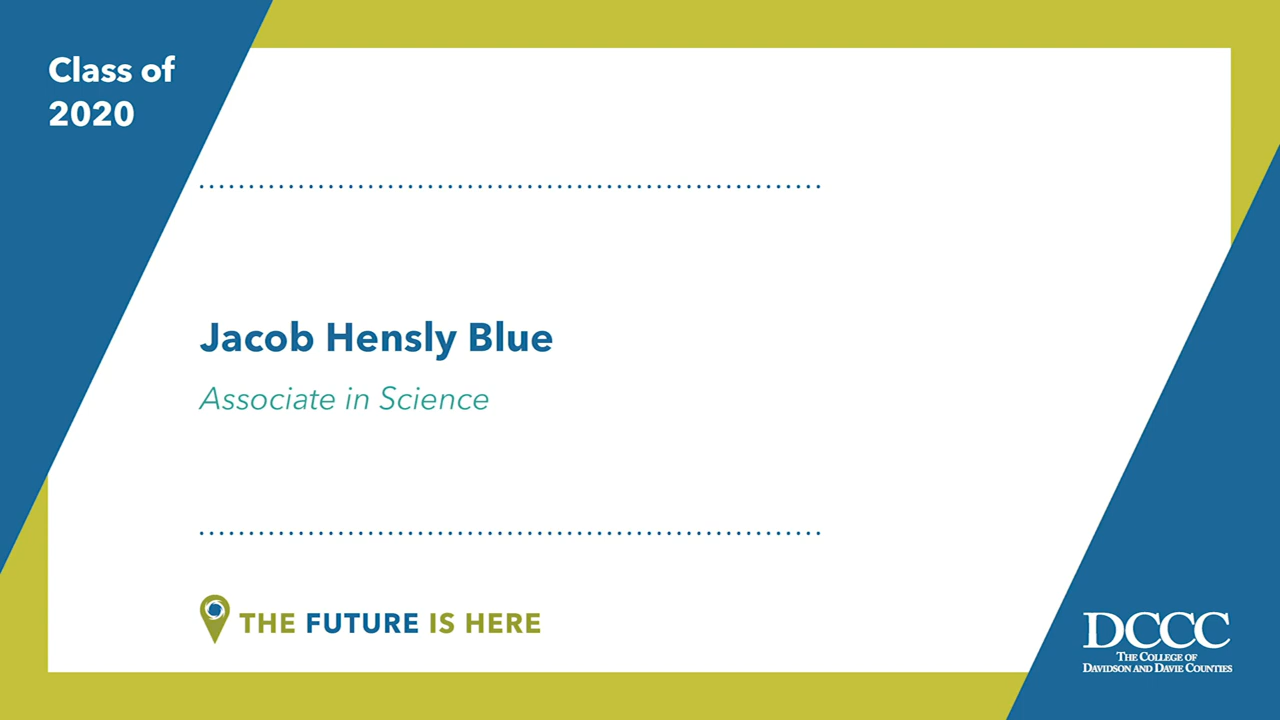 Class of
2020
Jacob Hensly Blue
Associate in Science
THE FUTURE IS HERE
DCCC
THE COLLEGE OF
DAVIDSON AND DAVIE COUNTIES